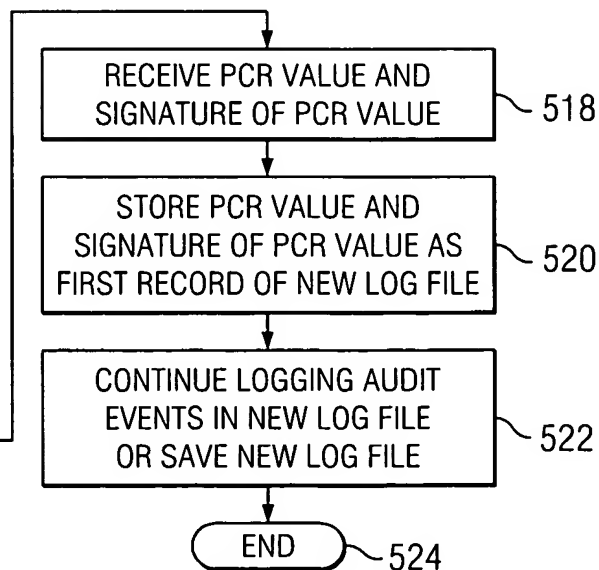 RECEIVE PCR VALUE AND
SIGNATURE OF PCR VALUE
518
STORE PCR VALUE AND
SIGNATURE OF PCR VALUE AS
FIRST RECORD OF NEW LOG FILE
520
CONTINUE LOGGING AUDIT
EVENTS IN NEW LOG FILE
OR SAVE NEW LOG FILE
522
END
524